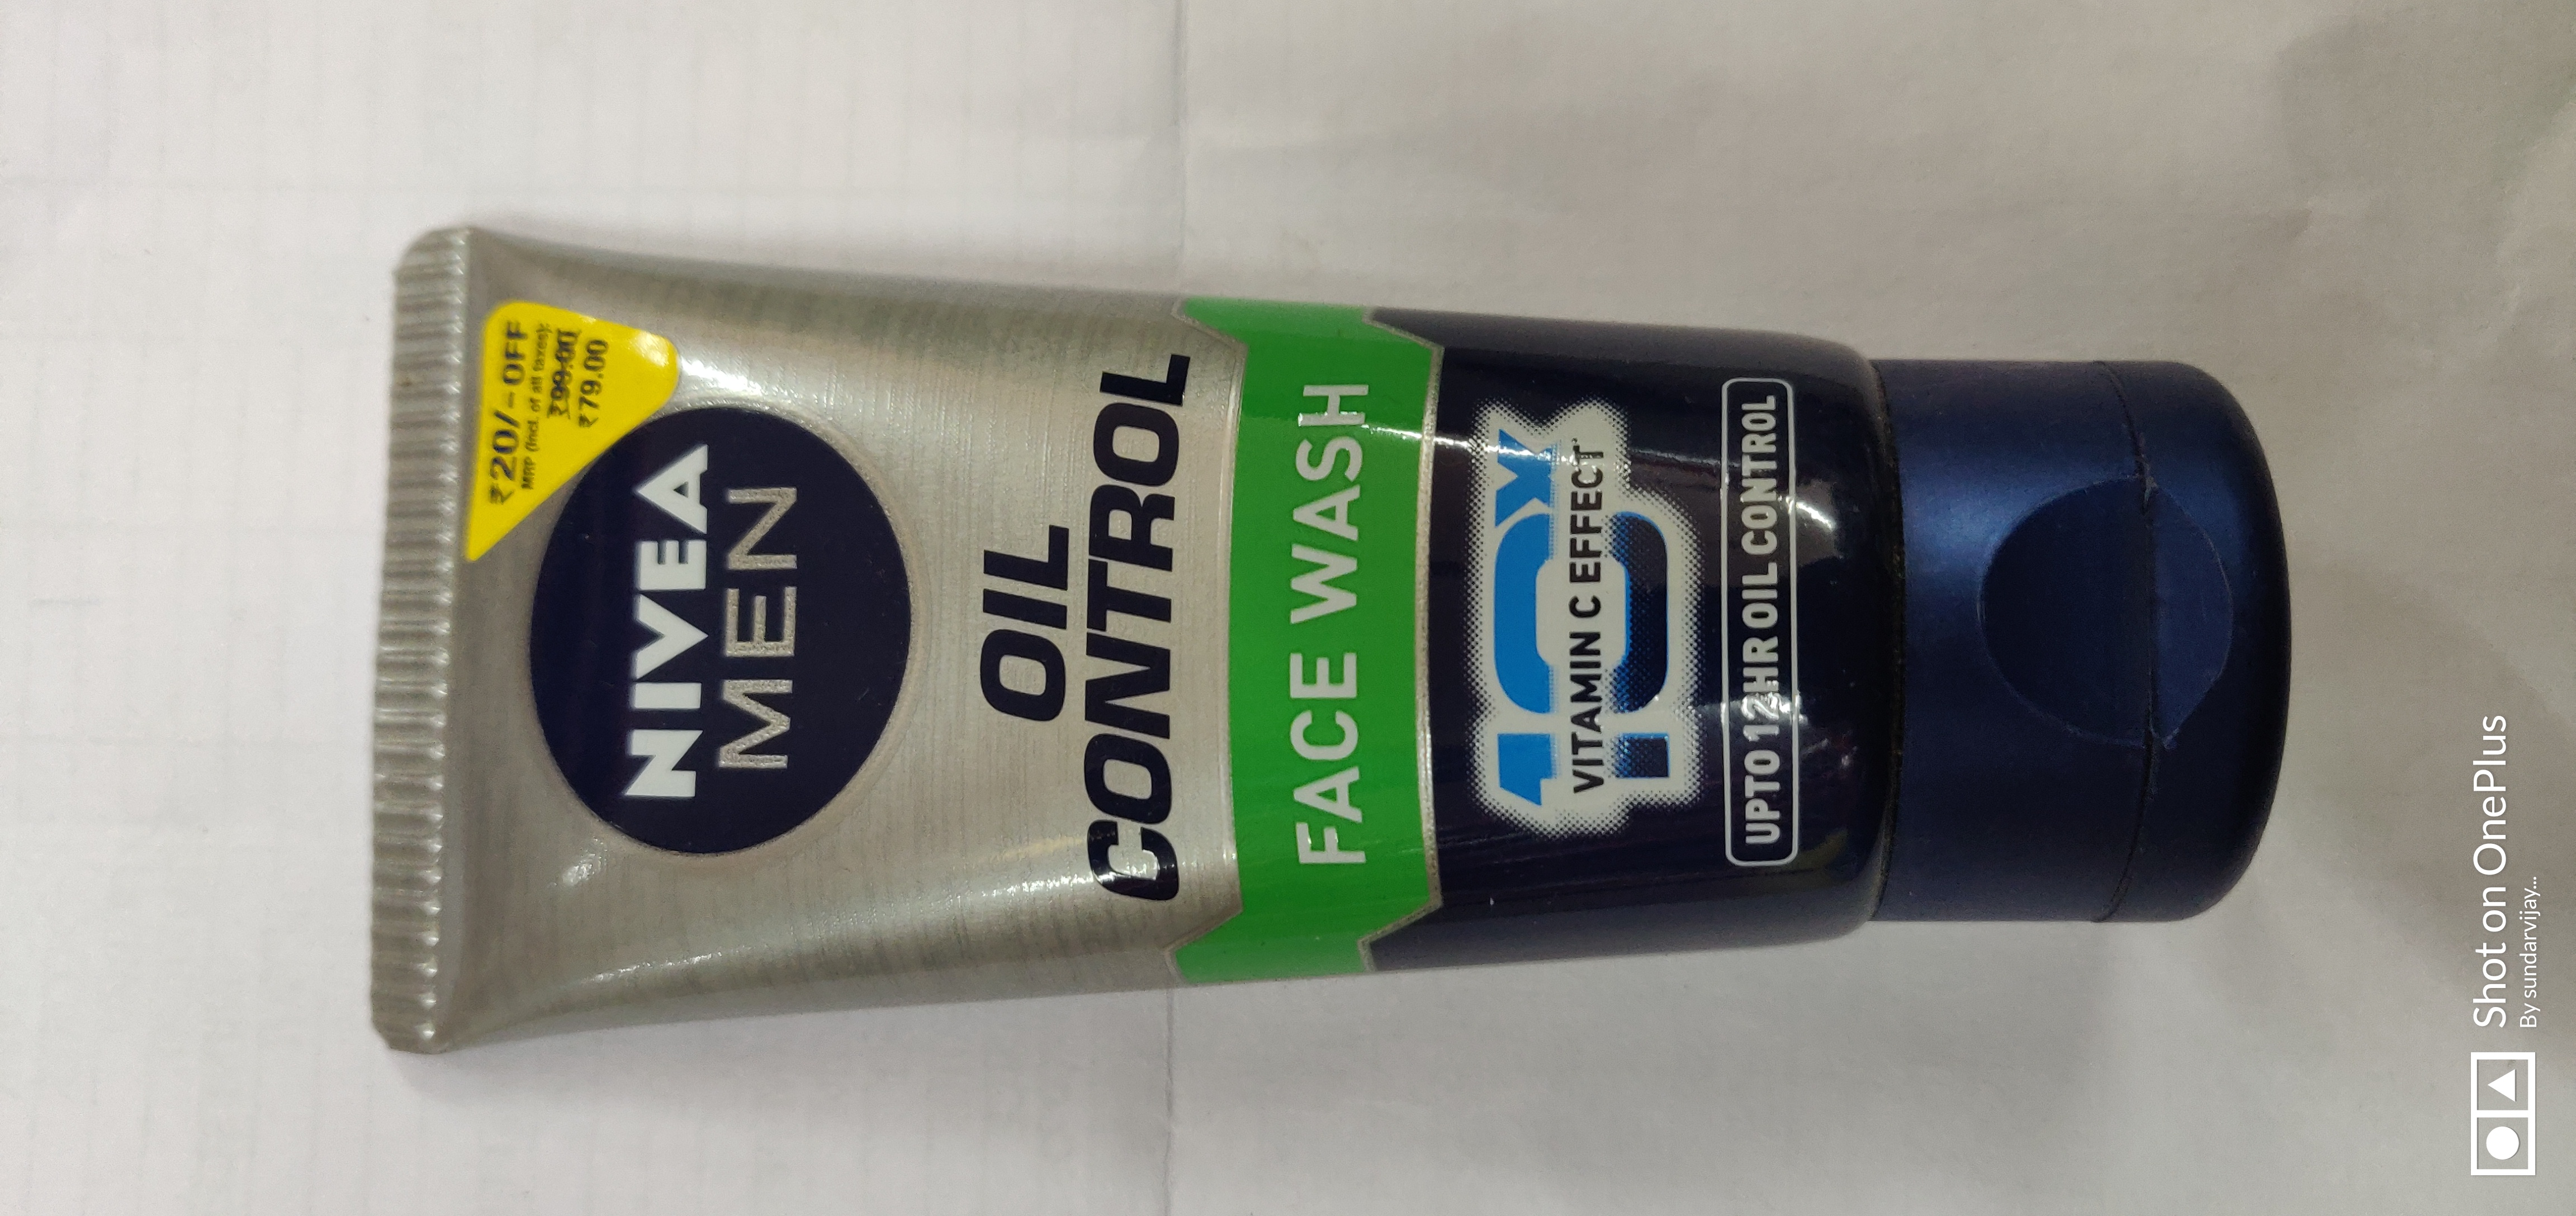 ₹20/- OFF
MRP (Incl. of all taxes):
₹99.00
₹79.00
NIVEA
MEN
OIL
CONTROL
FACE WASH
10x
VITAMIN C EFFECT*
UPTO 12HR OIL CONTROL
Shot on OnePlus
By sundarvijay...